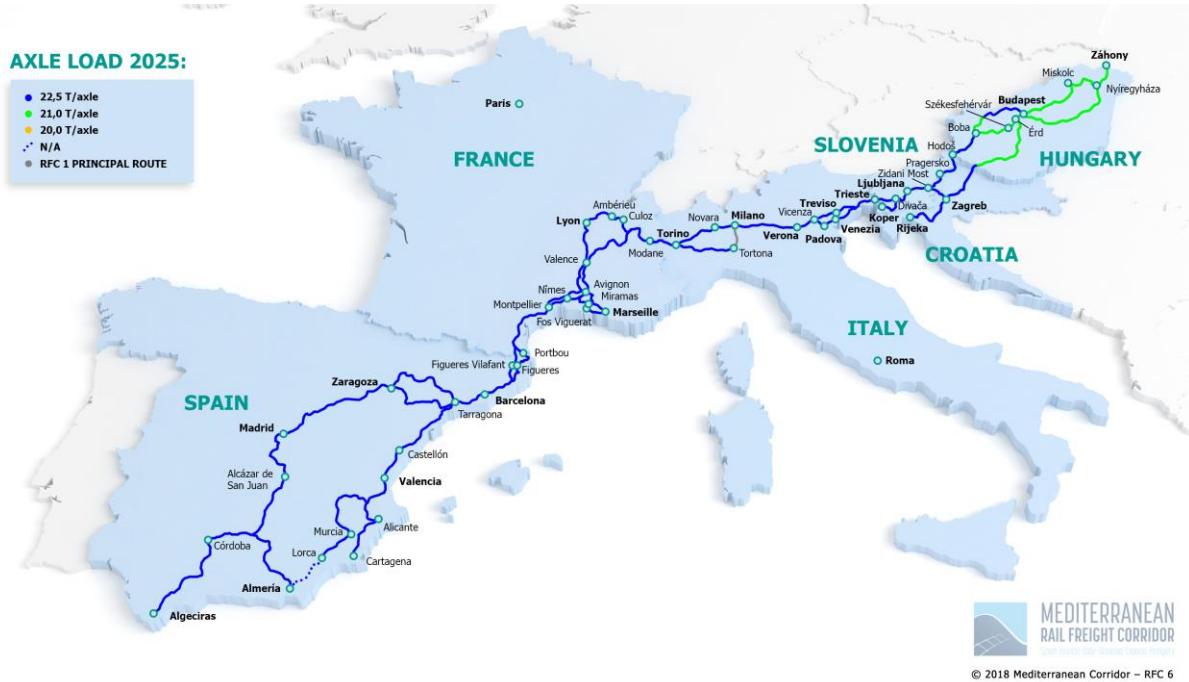 AXLE LOAD 2025:
22,5 T/axle
21,0 T/axle
20,0 T/axle
N/A
RFC 1 PRINCIPAL ROUTE
Záhony
Miskolc
Nyíregyháza
Székesfehérvár
Budapest
Érd
Boba
Paris
FRANCE
SLOVENIA
HUNGARY
Hodoš
Pragersko
Zidani Most
Ljubljana
Trieste
Treviso
Vicenza
Divača
Zagreb
Koper
Rijeka
Venezia
Padova
Verona
CROATIA
Ambérieu
Culoz
Lyon
Novara
Milano
Torino
Modane
Tortona
Valence
Avignon
Nîmes
Miramas
Montpellier
Marseille
Fos Viguerat
ITALY
Roma
Portbou
Figueres Vilafant
Figueres
Zaragoza
Barcelona
SPAIN
Tarragona
Madrid
Castellón
Alcázar de
San Juan
Valencia
Murcia
Alicante
Córdoba
Lorca
Cartagena
Almería
Algeciras
MEDITERRANEAN
RAIL FREIGHT CORRIDOR
© 2018 Mediterranean Corridor – RFC 6